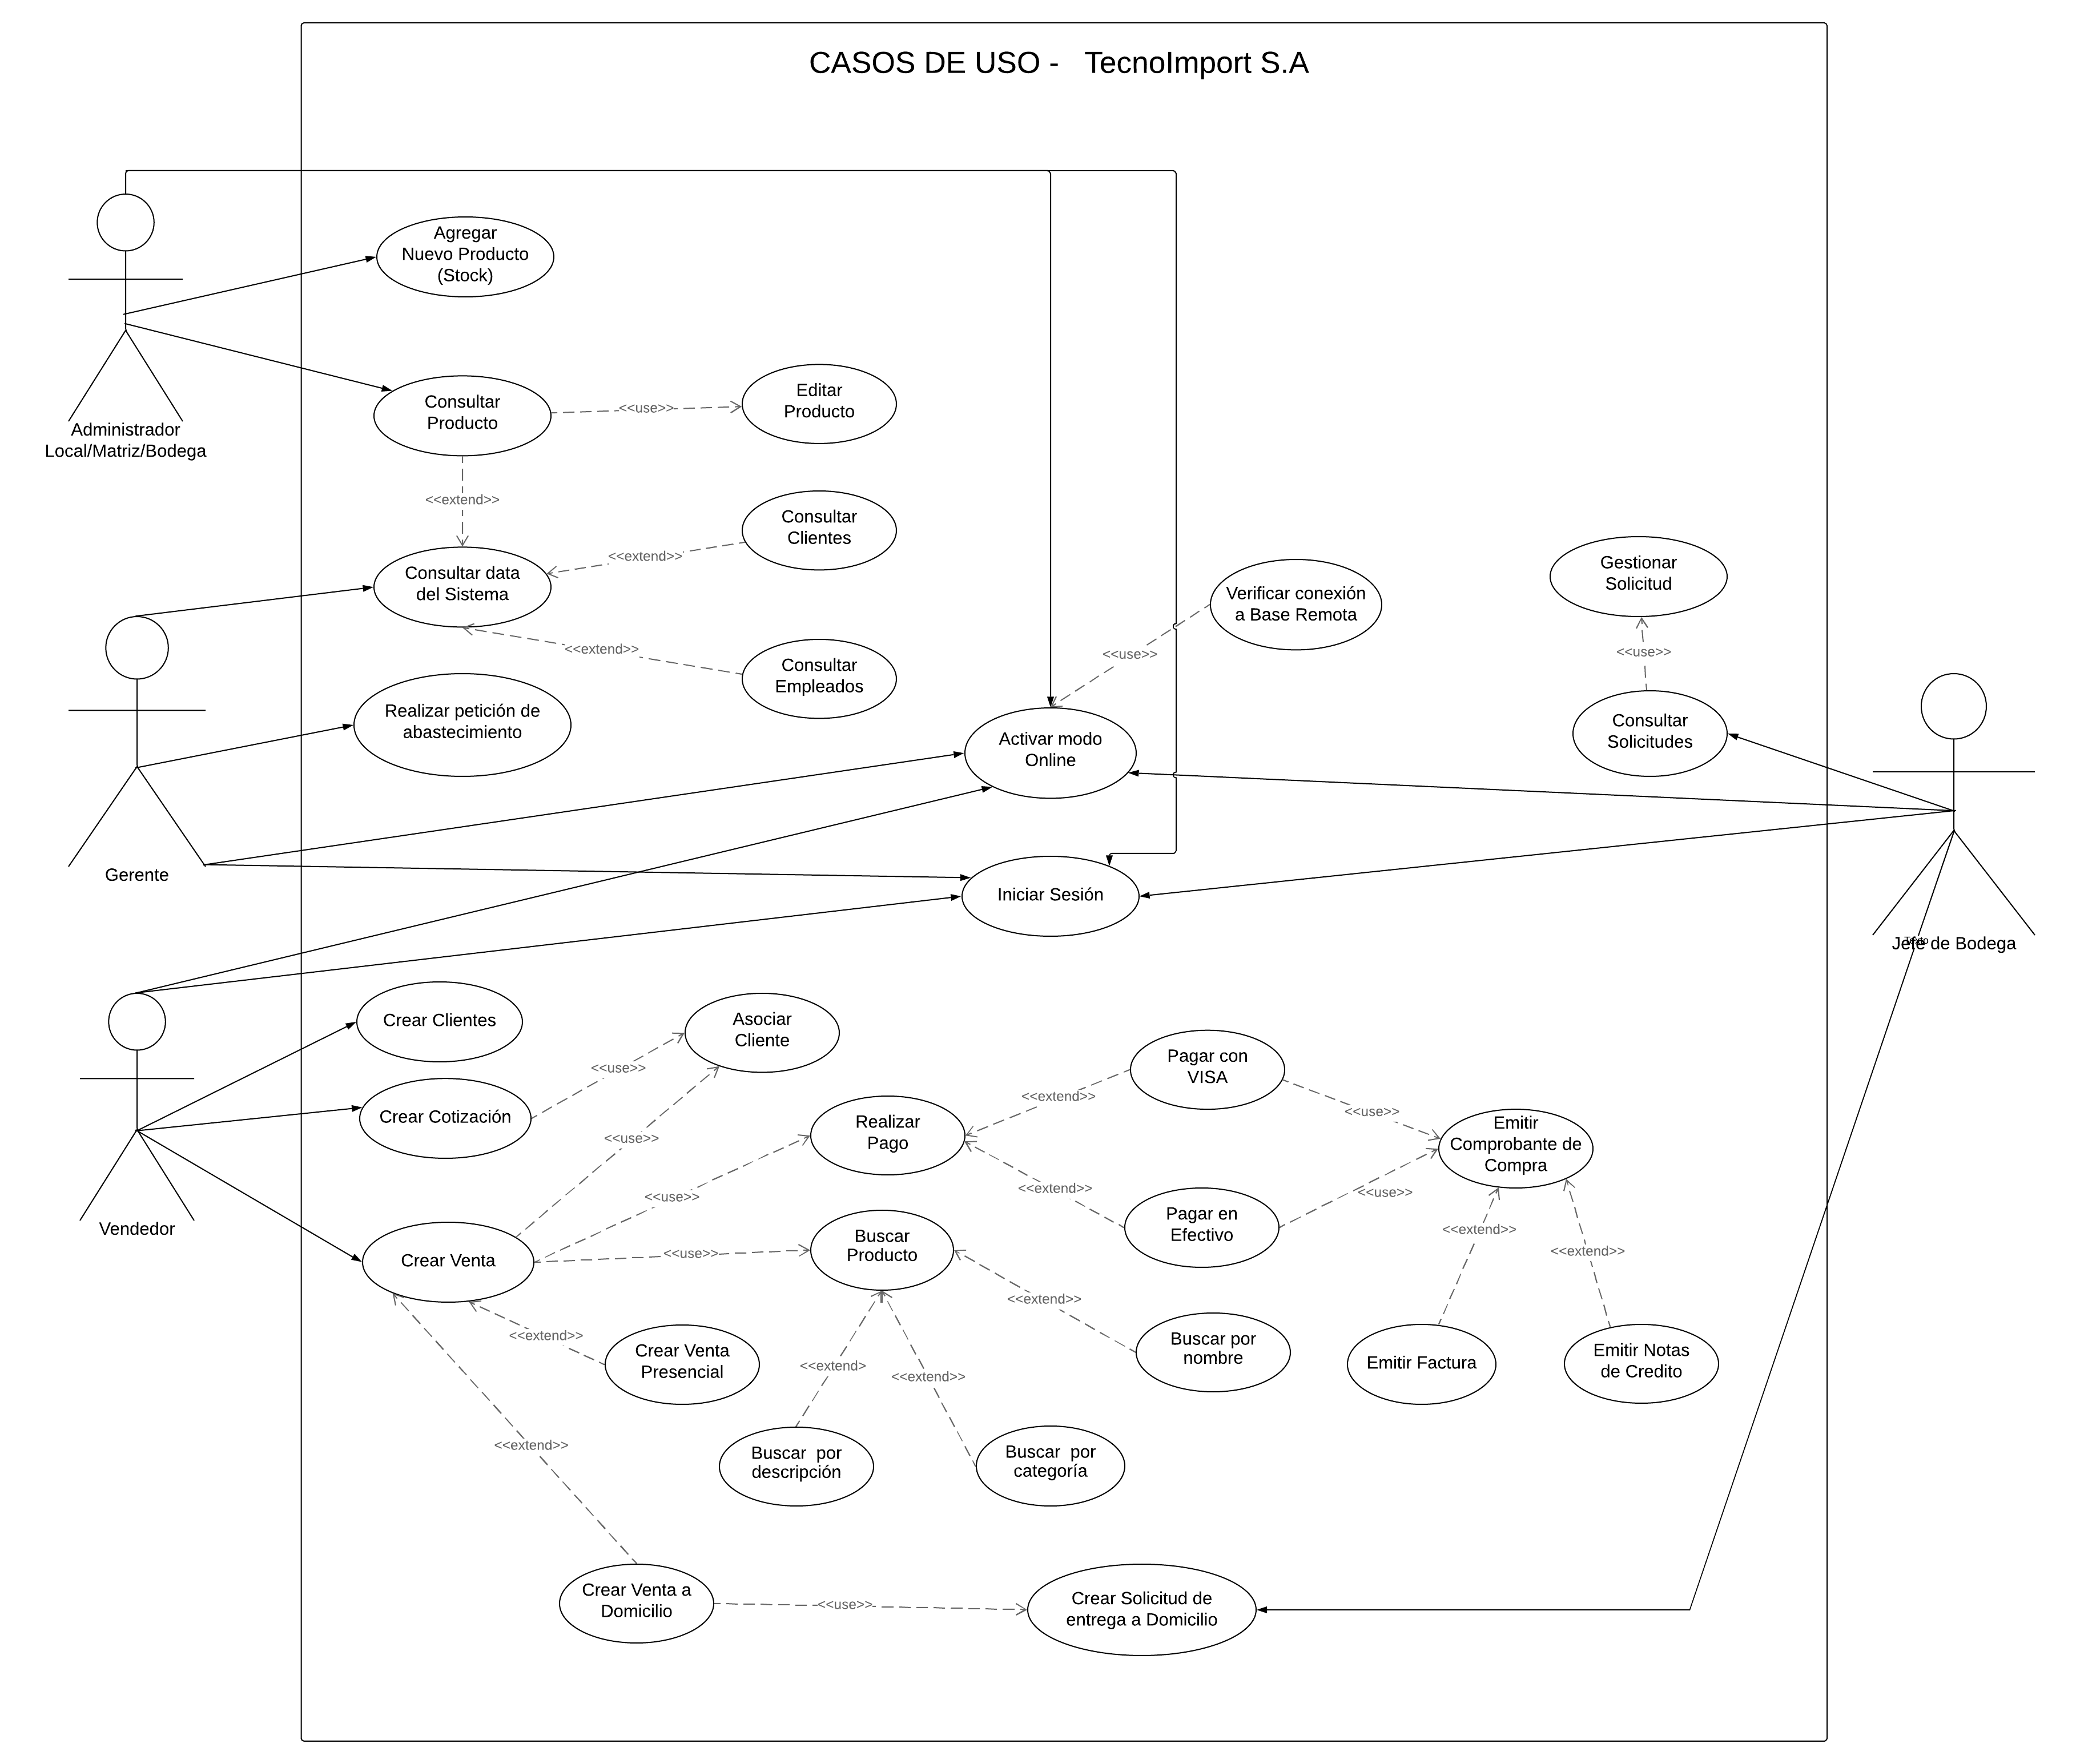 CASOS DE USO - TecnoImport S.A
Agregar
Nuevo Producto
(Stock)
Administrador
Local/Matriz/Bodega
Consultar
Producto
<<use>>
Editar
Producto
<<extend>>
Consultar
Clientes
<<extend>>
Consultar data
del Sistema
<<extend>>
Consultar
Empleados
Verificar conexión
a Base Remota
<<use>>
Gestionar
Solicitud
<<use>>
Consultar
Solicitudes
Realizar petición de
abastecimiento
Activar modo
Online
Gerente
Iniciar Sesión
Texto
Jefe de Bodega
Crear Clientes
Asociar
Cliente
<<use>>
Crear Cotización
<<use>>
Pagar con
VISA
<<extend>>
<<use>>
Realizar
Pago
Emitir
Comprobante de
Compra
<<use>>
<<extend>>
<<use>>
Vendedor
Pagar en
Efectivo
<<extend>>
<<extend>>
Crear Venta
<<use>>
Buscar
Producto
<<extend>>
<<extend>>
Crear Venta
Presencial
Buscar por
nombre
Emitir Factura
Emitir Notas
de Credito
<<extend>
<<extend>>
<<extend>>
Buscar por
descripción
Buscar por
categoría
Crear Venta a
Domicilio
<<use>>
Crear Solicitud de
entrega a Domicilio